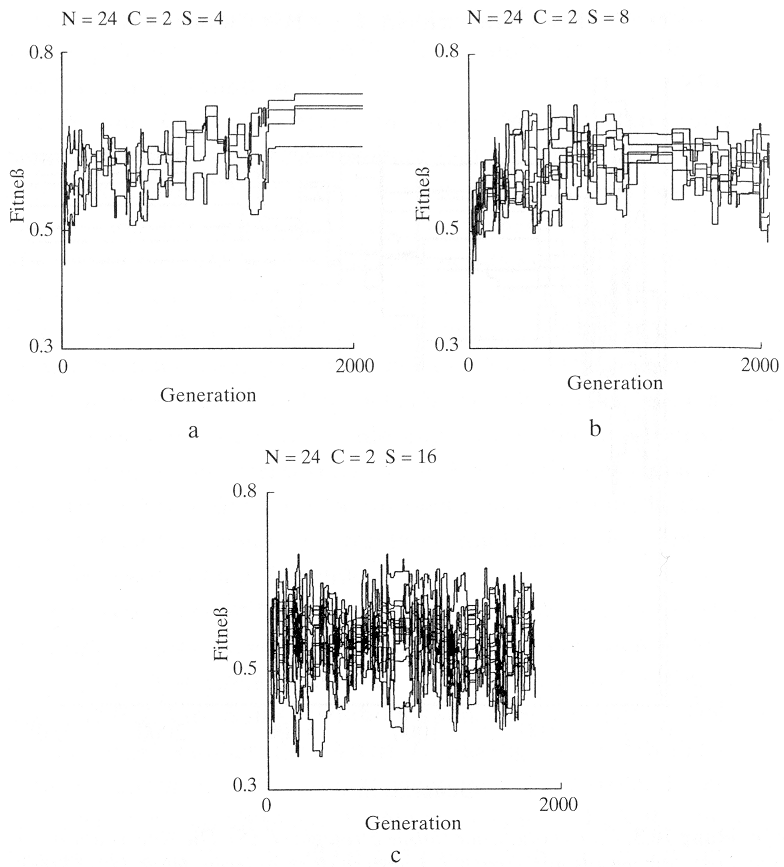 N = 24 C = 2 S = 4
0.8
Fitneß
0.5
0.3
0
2000
Generation
a
N = 24 C = 2 S = 8
0.8
Fitneß
0.5
0.3
0
2000
Generation
b
N = 24 C = 2 S = 16
0.8
Fitneß
0.5
0.3
0
2000
Generation
c